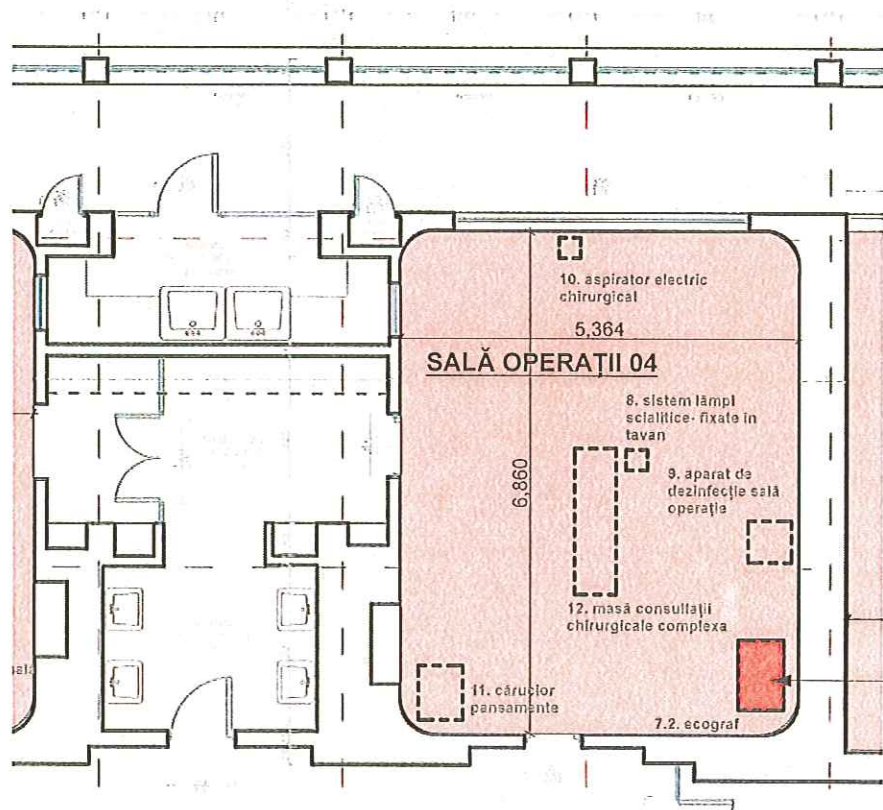 10. aspirator electric
chirurgical
5,364
SALĂ OPERAȚII 04
8. sistem lămpi
scialitice- fixate in
tavan
6,860
9. aparat de
dezinfecție sală
operație
12. masă consultații
chirurgicale complexa
11. cărucior
pansamente
7.2. ecograf